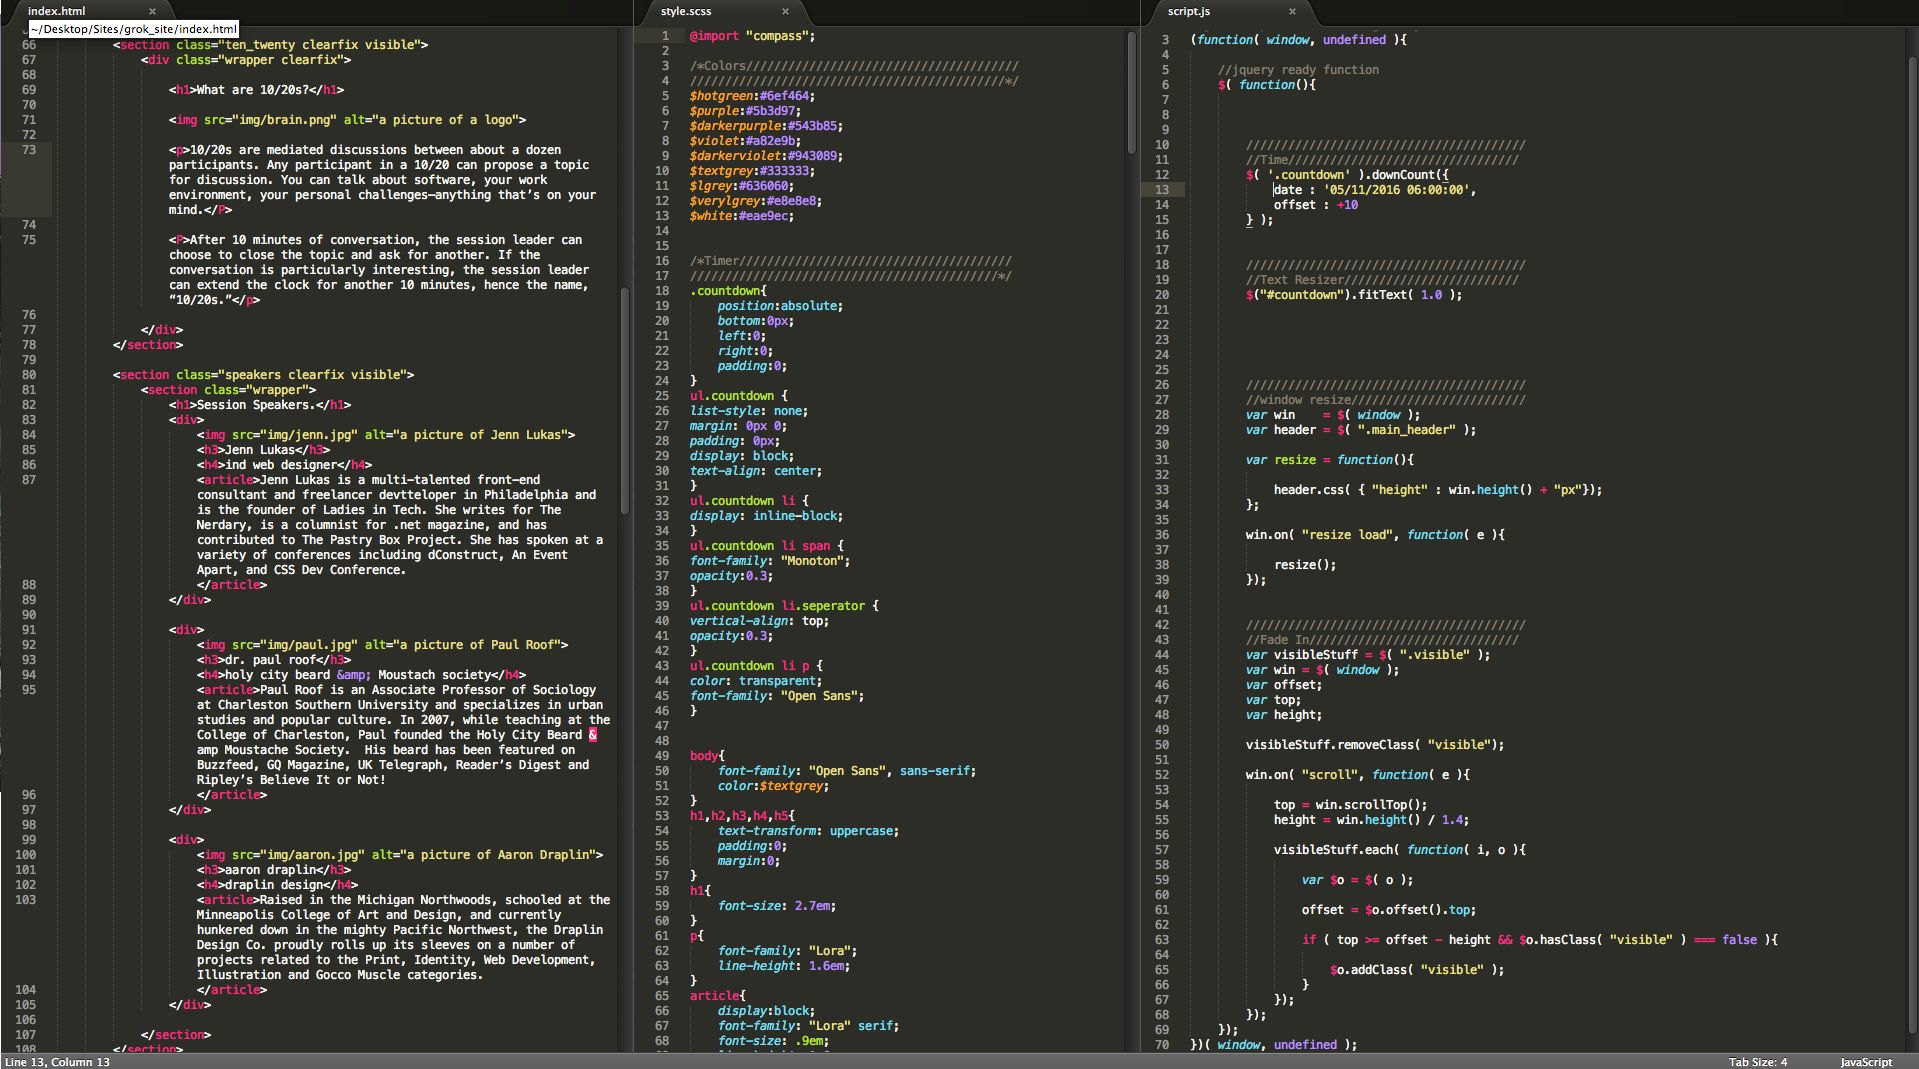 index.html ×
~/Desktop/Sites/grok_site/index.html
66 <section class="ten_twenty clearfix visible">
67 <div class="wrapper clearfix">
68
69 <h1>What are 10/20s?</h1>
70
71 <img src="img/brain.png" alt="a picture of a logo">
72
73 <p>10/20s are mediated discussions between about a dozen
participants. Any participant in a 10/20 can propose a topic
for discussion. You can talk about software, your work
environment, your personal challenges—anything that's on your
mind.</P>
74
75 <P>After 10 minutes of conversation, the session leader can
choose to close the topic and ask for another. If the
conversation is particularly interesting, the session leader
can extend the clock for another 10 minutes, hence the name,
“10/20s.”</p>
76
77 </div>
78 </section>
79
80 <section class="speakers clearfix visible">
81 <section class="wrapper">
82 <h1>Session Speakers.</h1>
83 <div>
84 <img src="img/jenn.jpg" alt="a picture of Jenn Lukas">
85 <h3>Jenn Lukas</h3>
86 <h4>ind web designer</h4>
87 <article>Jenn Lukas is a multi-talented front-end
consultant and freelancer devtteloper in Philadelphia and
is the founder of Ladies in Tech. She writes for The
Nerdary, is a columnist for .net magazine, and has
contributed to The Pastry Box Project. She has spoken at a
variety of conferences including dConstruct, An Event
Apart, and CSS Dev Conference.
88 </article>
89 </div>
90
91 <div>
92 <img src="img/paul.jpg" alt="a picture of Paul Roof">
93 <h3>dr. paul roof</h3>
94 <h4>holy city beard &amp; Moustach society</h4>
95 <article>Paul Roof is an Associate Professor of Sociology
at Charleston Southern University and specializes in urban
studies and popular culture. In 2007, while teaching at the
College of Charleston, Paul founded the Holy City Beard &
amp Moustache Society.  His beard has been featured on
Buzzfeed, GQ Magazine, UK Telegraph, Reader's Digest and
Ripley's Believe It or Not!
96 </article>
97 </div>
98
99 <div>
100 <img src="img/aaron.jpg" alt="a picture of Aaron Draplin">
101 <h3>aaron draplin</h3>
102 <h4>draplin design</h4>
103 <article>Raised in the Michigan Northwoods, schooled at the
Minneapolis College of Art and Design, and currently
hunkered down in the mighty Pacific Northwest, the Draplin
Design Co. proudly rolls up its sleeves on a number of
projects related to the Print, Identity, Web Development,
Illustration and Gocco Muscle categories.
104 </article>
105 </div>
106
107 </section>
108 </section>
style.scss ×
1 @import "compass";
2
3 /*Colors///////////////////////////////////////
4 /////////////////////////////////////////////*/
5 $hotgreen:#6ef464;
6 $purple:#5b3d97;
7 $darkerpurple:#543b85;
8 $violet:#a82e9b;
9 $darkerviolet:#943089;
10 $textgrey:#333333;
11 $lgrey:#636060;
12 $verylgrey:#e8e8e8;
13 $white:#eae9ec;
14
15
16 /*Timer///////////////////////////////////////
17 ////////////////////////////////////////////*/
18 .countdown{
19 position:absolute;
20 bottom:0px;
21 left:0;
22 right:0;
23 padding:0;
24 }
25 ul.countdown {
26 list-style: none;
27 margin: 0px 0;
28 padding: 0px;
29 display: block;
30 text-align: center;
31 }
32 ul.countdown li {
33 display: inline-block;
34 }
35 ul.countdown li span {
36 font-family: "Monoton";
37 opacity:0.3;
38 }
39 ul.countdown li.seperator {
40 vertical-align: top;
41 opacity:0.3;
42 }
43 ul.countdown li p {
44 color: transparent;
45 font-family: "Open Sans";
46 }
47
48
49 body{
50 font-family: "Open Sans", sans-serif;
51 color:$textgrey;
52 }
53 h1,h2,h3,h4,h5{
54 text-transform: uppercase;
55 padding:0;
56 margin:0;
57 }
58 h1{
59 font-size: 2.7em;
60 }
61 p{
62 font-family: "Lora";
63 line-height: 1.6em;
64 }
65 article{
66 display:block;
67 font-family: "Lora" serif;
68 font-size: .9em;
script.js ×
3 (function( window, undefined ){
4
5 //jquery ready function
6 $( function(){
7
8
9
10 ////////////////////////////////////////
11 //Time/////////////////////////////////
12 $( '.countdown' ).downCount({
13 date : '05/11/2016 06:00:00',
14 offset : +10
15 } );
16
17
18 ////////////////////////////////////////
19 //Text Resizer/////////////////////////
20 $("#countdown").fitText( 1.0 );
21
22
23
24
25
26 ////////////////////////////////////////
27 //window resize/////////////////////////
28 var win    = $( window );
29 var header = $( ".main_header" );
30
31 var resize = function(){
32
33 header.css( { "height" : win.height() + "px"});
34 };
35
36 win.on( "resize load", function( e ){
37
38 resize();
39 });
40
41
42 ////////////////////////////////////////
43 //Fade In//////////////////////////////
44 var visibleStuff = $( ".visible" );
45 var win = $( window );
46 var offset;
47 var top;
48 var height;
49
50 visibleStuff.removeClass( "visible");
51
52 win.on( "scroll", function( e ){
53
54 top = win.scrollTop();
55 height = win.height() / 1.4;
56
57 visibleStuff.each( function( i, o ){
58
59 var $o = $( o );
60
61 offset = $o.offset().top;
62
63 if ( top >= offset - height && $o.hasClass( "visible" ) === false ){
64
65 $o.addClass( "visible" );
66 }
67 });
68 });
69 });
70 })( window, undefined );
Line 13, Column 13
Tab Size: 4
JavaScript